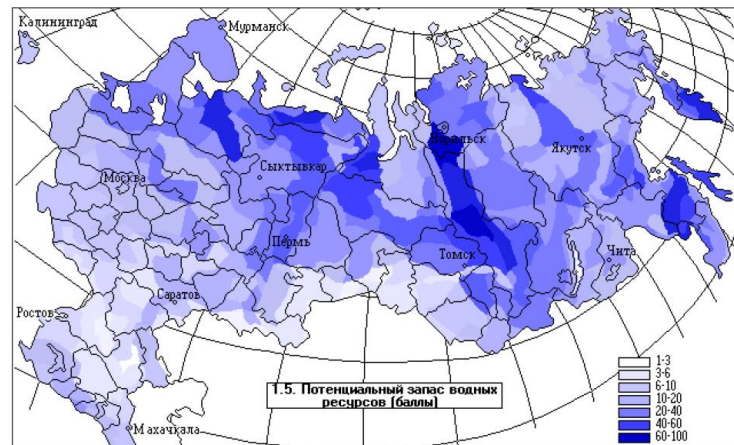 Калининград
Мурманск
Норильск
Якутск
Сыктывкар
Москва
Пермь
Томск
Чита
Саратов
Ростов
Махачкала
1.5. Потенциальный запас водных
ресурсов (баллы)
1-3
3-6
6-10
10-20
20-40
40-60
60-100